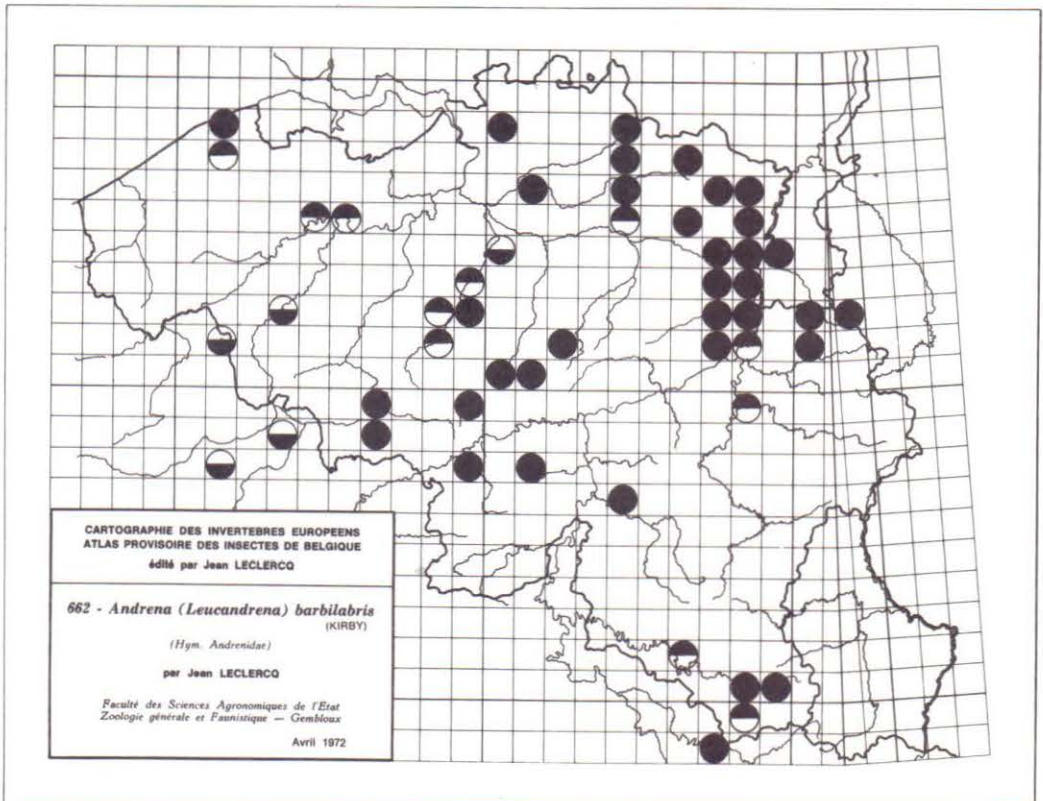 CARTOGRAPHIE DES INVERTEBRES EUROPEENS
ATLAS PROVISOIRE DES INSECTES DE BELGIQUE
édité par Jean LECLERCQ
662 - Andrena (Leucandrena) barbilabris
(KIRBY)
(Hym. Andrenidae)
par Jean LECLERCQ
Faculté des Sciences Agronomiques de l'Etat
Zoologie générale et Faunistique — Gembloux
Avril 1972